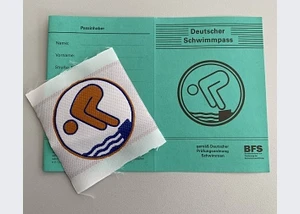 Passinhaber
Name:
Vorname:
Deutscher
Schwimmpass
gemäß Deutscher
Prüfungsordnung
Schwimmen
BFS